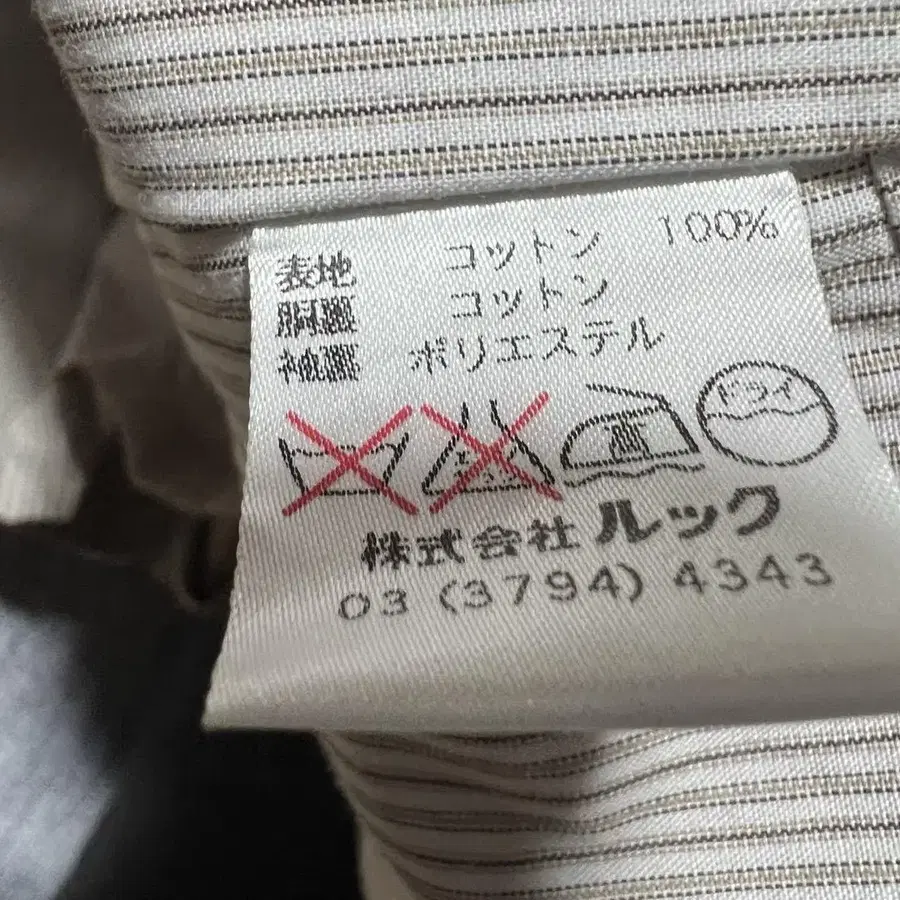 表地 コットン 100%
胴裏 コットン
袖裏 ポリエステル
高 ドライ
株式会社ルック
03 (3794) 4343